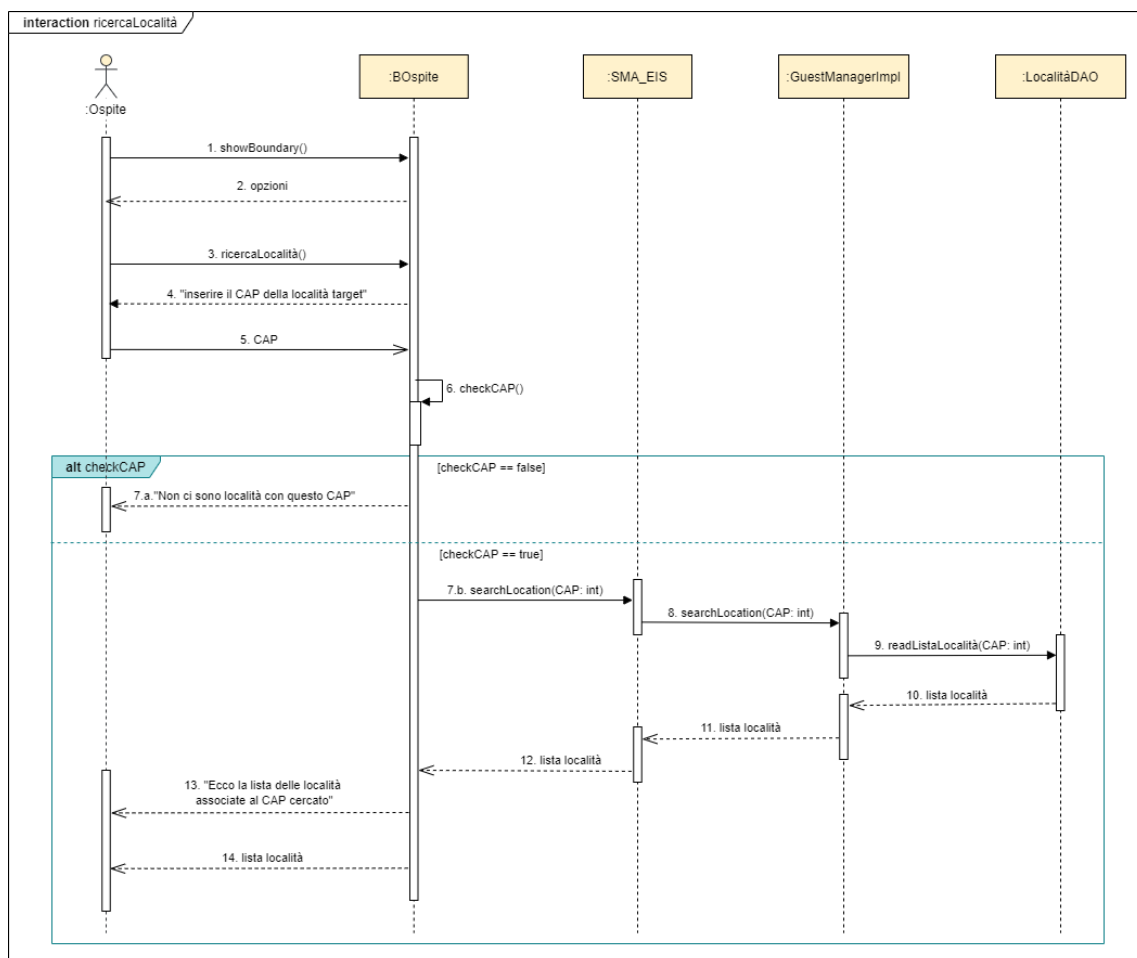 interaction ricercaLocalità
:Ospite
:BOspite
:SMA_EIS
:GuestManagerImpl
:LocalitàDAO
1. showBoundary()
2. opzioni
3. ricercaLocalità()
4. "inserire il CAP della località target"
5. CAP
6. checkCAP()
alt checkCAP
[checkCAP == false]
7.a."Non ci sono località con questo CAP"
[checkCAP == true]
7.b. searchLocation(CAP: int)
8. searchLocation(CAP: int)
9. readListaLocalità(CAP: int)
10. lista località
11. lista località
12. lista località
13. "Ecco la lista delle località
associate al CAP cercato"
14. lista località